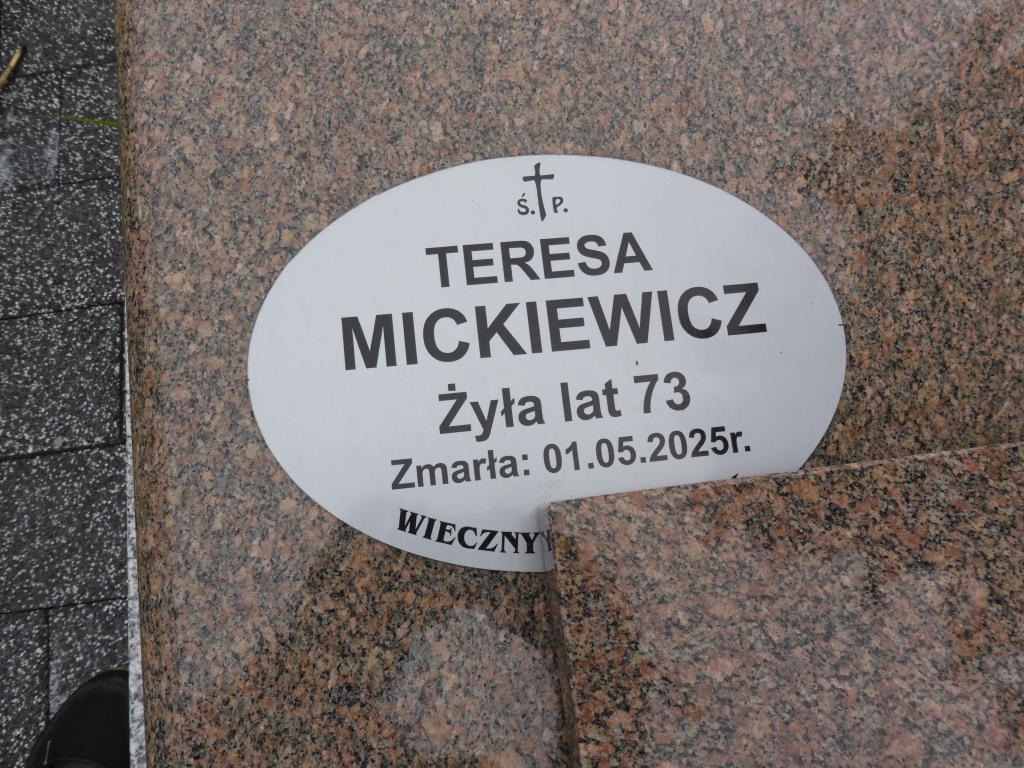 Ś. P.
TERESA
MICKIEWICZ
Żyła lat 73
Zmarła: 01.05.2025r.
WIECZNY